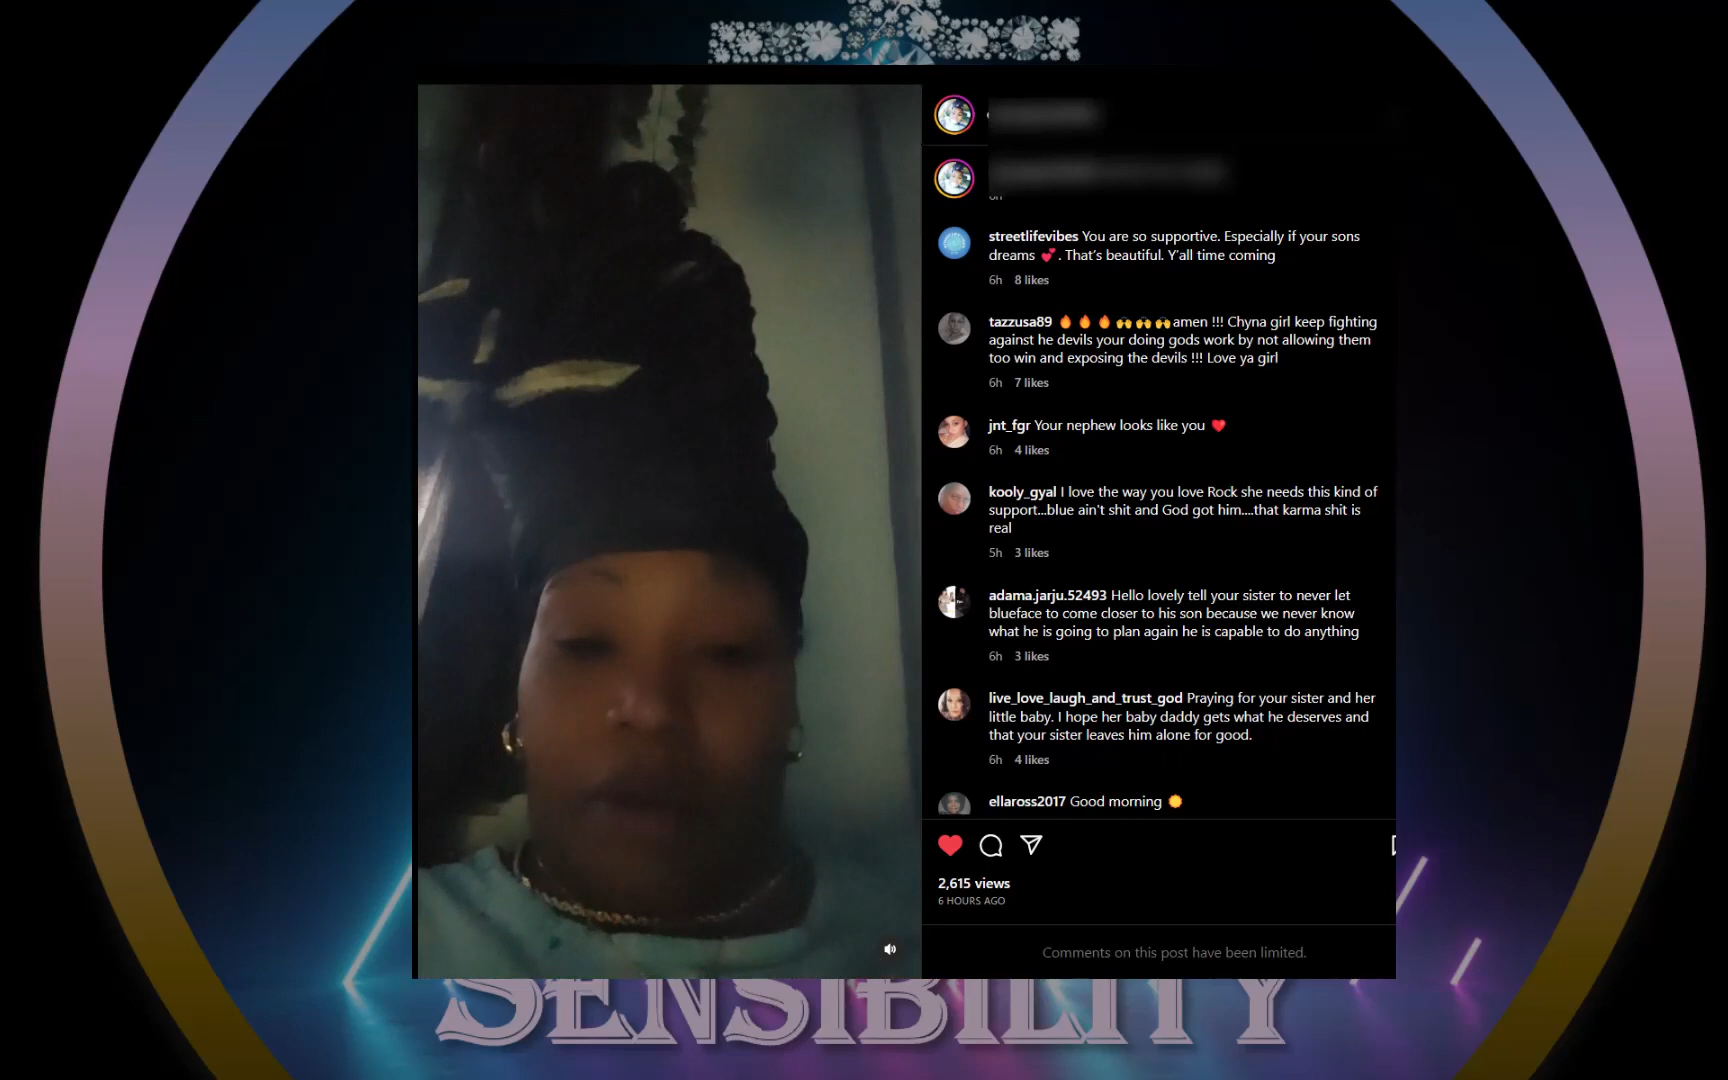 streetlifevibes You are so supportive. Especially if your sons
dreams 💕. That's beautiful. Y'all time coming
6h 8 likes
tazzusa89 🔥🔥🔥🙌🙌🙌amen !!! Chyna girl keep fighting
against he devils your doing gods work by not allowing them
too win and exposing the devils !!! Love ya girl
6h 7 likes
jnt_fgr Your nephew looks like you ❤️
6h 4 likes
kooly_gyal I love the way you love Rock she needs this kind of
support...blue ain't shit and God got him....that karma shit is
real
5h 3 likes
adama.jarju.52493 Hello lovely tell your sister to never let
blueface to come closer to his son because we never know
what he is going to plan again he is capable to do anything
6h 3 likes
live_love_laugh_and_trust_god Praying for your sister and her
little baby. I hope her baby daddy gets what he deserves and
that your sister leaves him alone for good.
6h 4 likes
ellaross2017 Good morning 🌞
2,615 views
6 HOURS AGO
Comments on this post have been limited.
SENSIBILITY